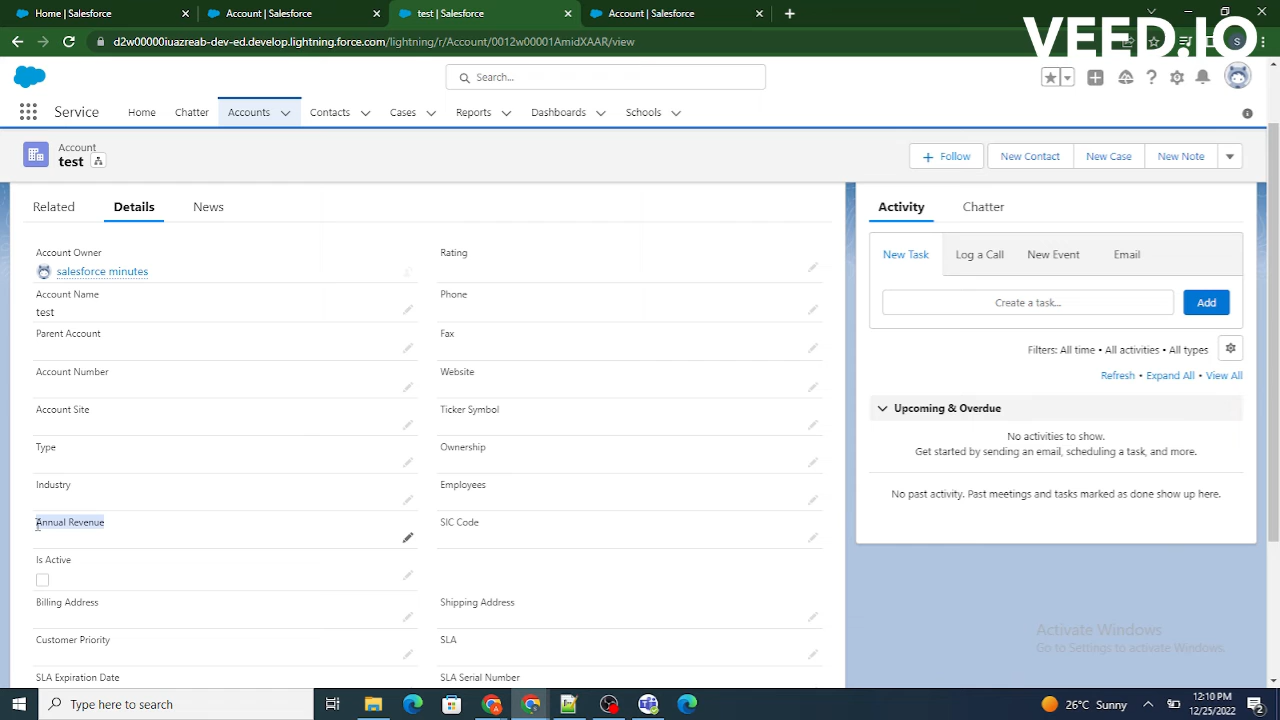 Home | Salesforce
Account | Salesforce
test | Salesforce
Account | Salesforce
d2w00000iuazreab-dev-ed.develop.lightning.force.com/lightning/r/Account/0012w00001AmidXAAR/view
S
VEED.IO
Search...
Service
Home
Chatter
Accounts
Contacts
Cases
Reports
Dashboards
Schools
Account
test
Follow
New Contact
New Case
New Note
Related
Details
News
Account Owner
salesforce minutes
Rating
Account Name
test
Phone
Parent Account
Fax
Account Number
Website
Account Site
Ticker Symbol
Type
Ownership
Industry
Employees
Annual Revenue
SIC Code
Is Active
Billing Address
Shipping Address
Customer Priority
SLA
SLA Expiration Date
SLA Serial Number
Activity
Chatter
New Task
Log a Call
New Event
Email
Create a task...
Add
Filters: All time • All activities • All types
Refresh • Expand All • View All
Upcoming & Overdue
No activities to show.
Get started by sending an email, scheduling a task, and more.
No past activity. Past meetings and tasks marked as done show up here.
Activate Windows
Go to Settings to activate Windows.
Type here to search
26°C Sunny
12:10 PM
12/25/2022
2